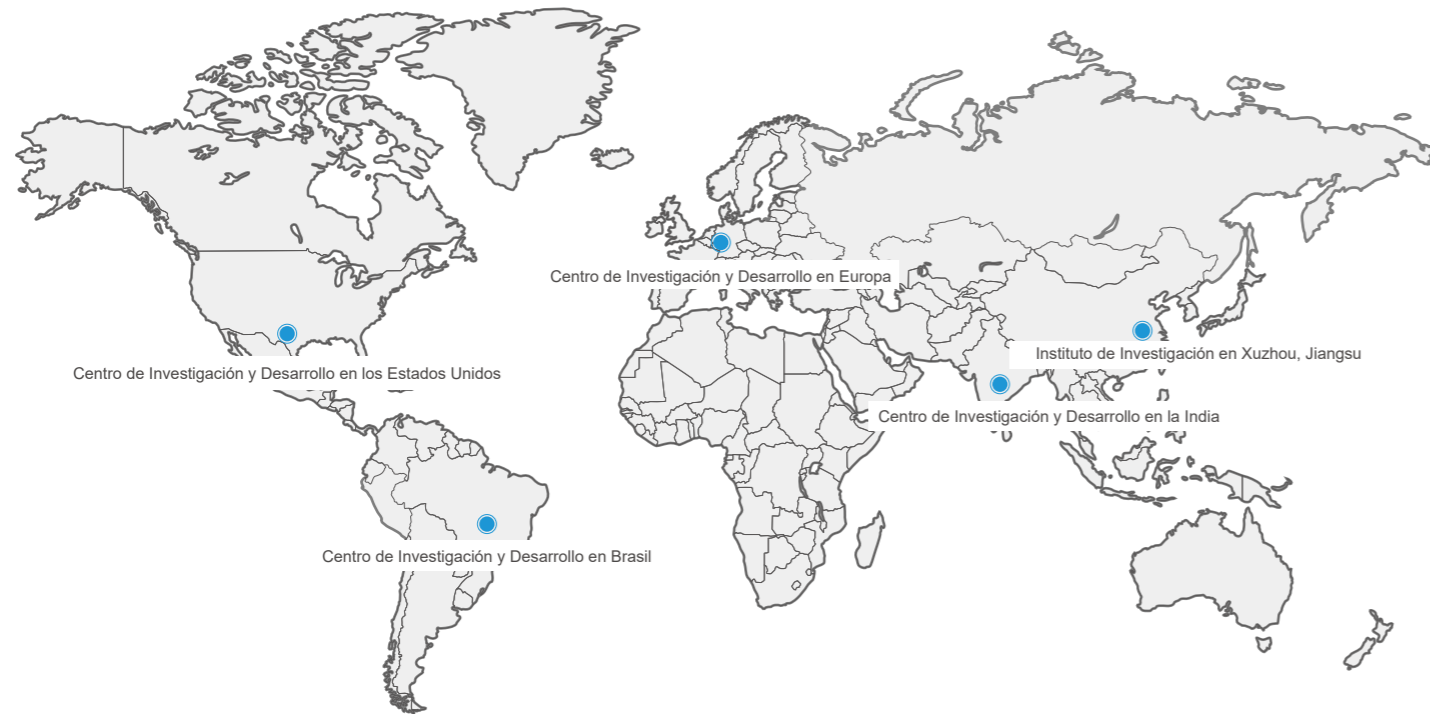 Centro de Investigación y Desarrollo en Europa
Instituto de Investigación en Xuzhou, Jiangsu
Centro de Investigación y Desarrollo en los Estados Unidos
Centro de Investigación y Desarrollo en la India
Centro de Investigación y Desarrollo en Brasil